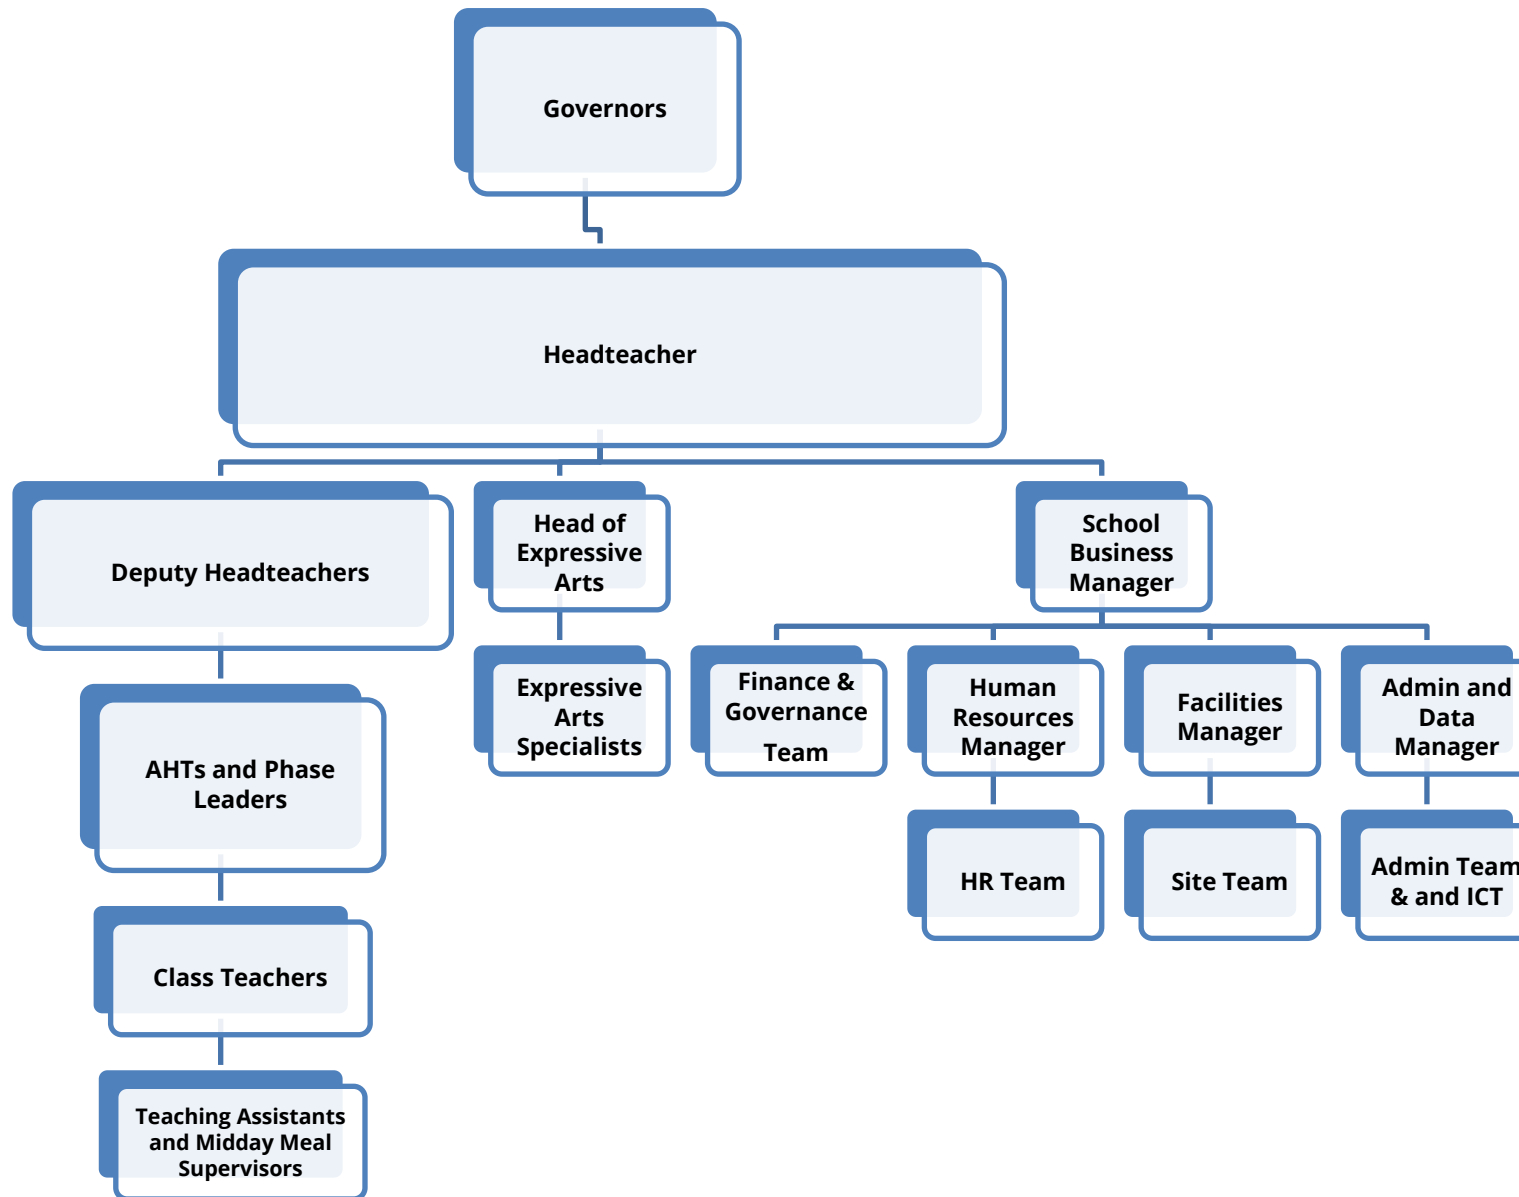 Governors
Headteacher
Deputy Headteachers
Head of
Expressive
Arts
School
Business
Manager
Expressive
Arts
Specialists
Finance &
Governance
Team
Human
Resources
Manager
Facilities
Manager
Admin and
Data
Manager
AHTs and Phase
Leaders
HR Team
Site Team
Admin Team
& and ICT
Class Teachers
Teaching Assistants
and Midday Meal
Supervisors